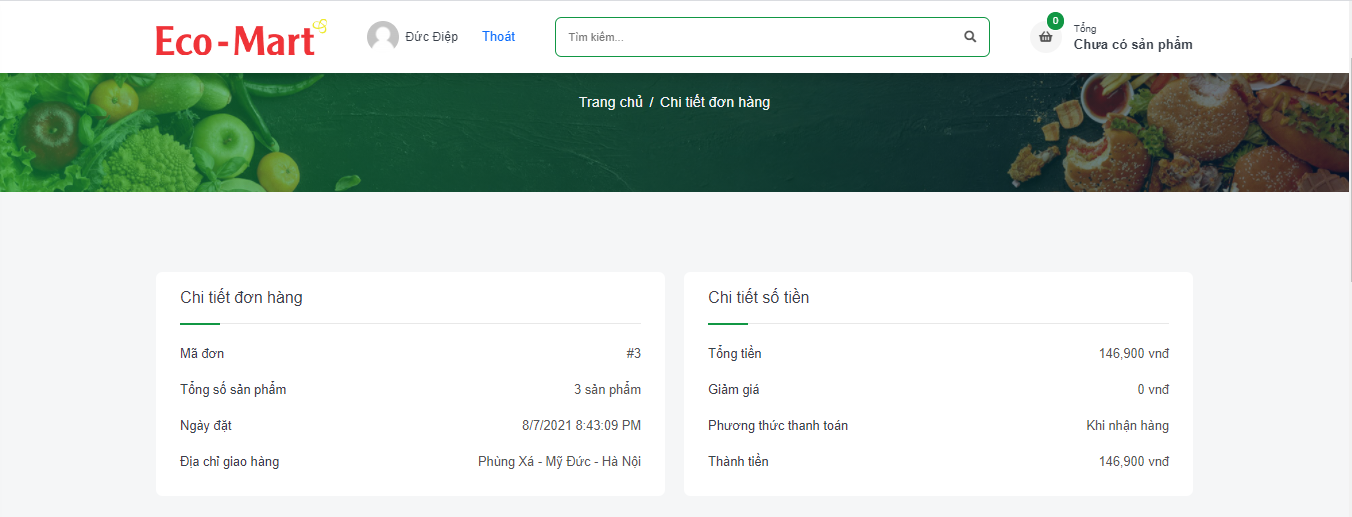 Eco-Mart
Đức Điệp
Thoát
Tìm kiếm...
0
Tổng
Chưa có sản phẩm
Trang chủ / Chi tiết đơn hàng
Chi tiết đơn hàng
Mã đơn #3
Tổng số sản phẩm 3 sản phẩm
Ngày đặt 8/7/2021 8:43:09 PM
Địa chỉ giao hàng Phùng Xá - Mỹ Đức - Hà Nội
Chi tiết số tiền
Tổng tiền 146,900 vnđ
Giảm giá 0 vnđ
Phương thức thanh toán Khi nhận hàng
Thành tiền 146,900 vnđ